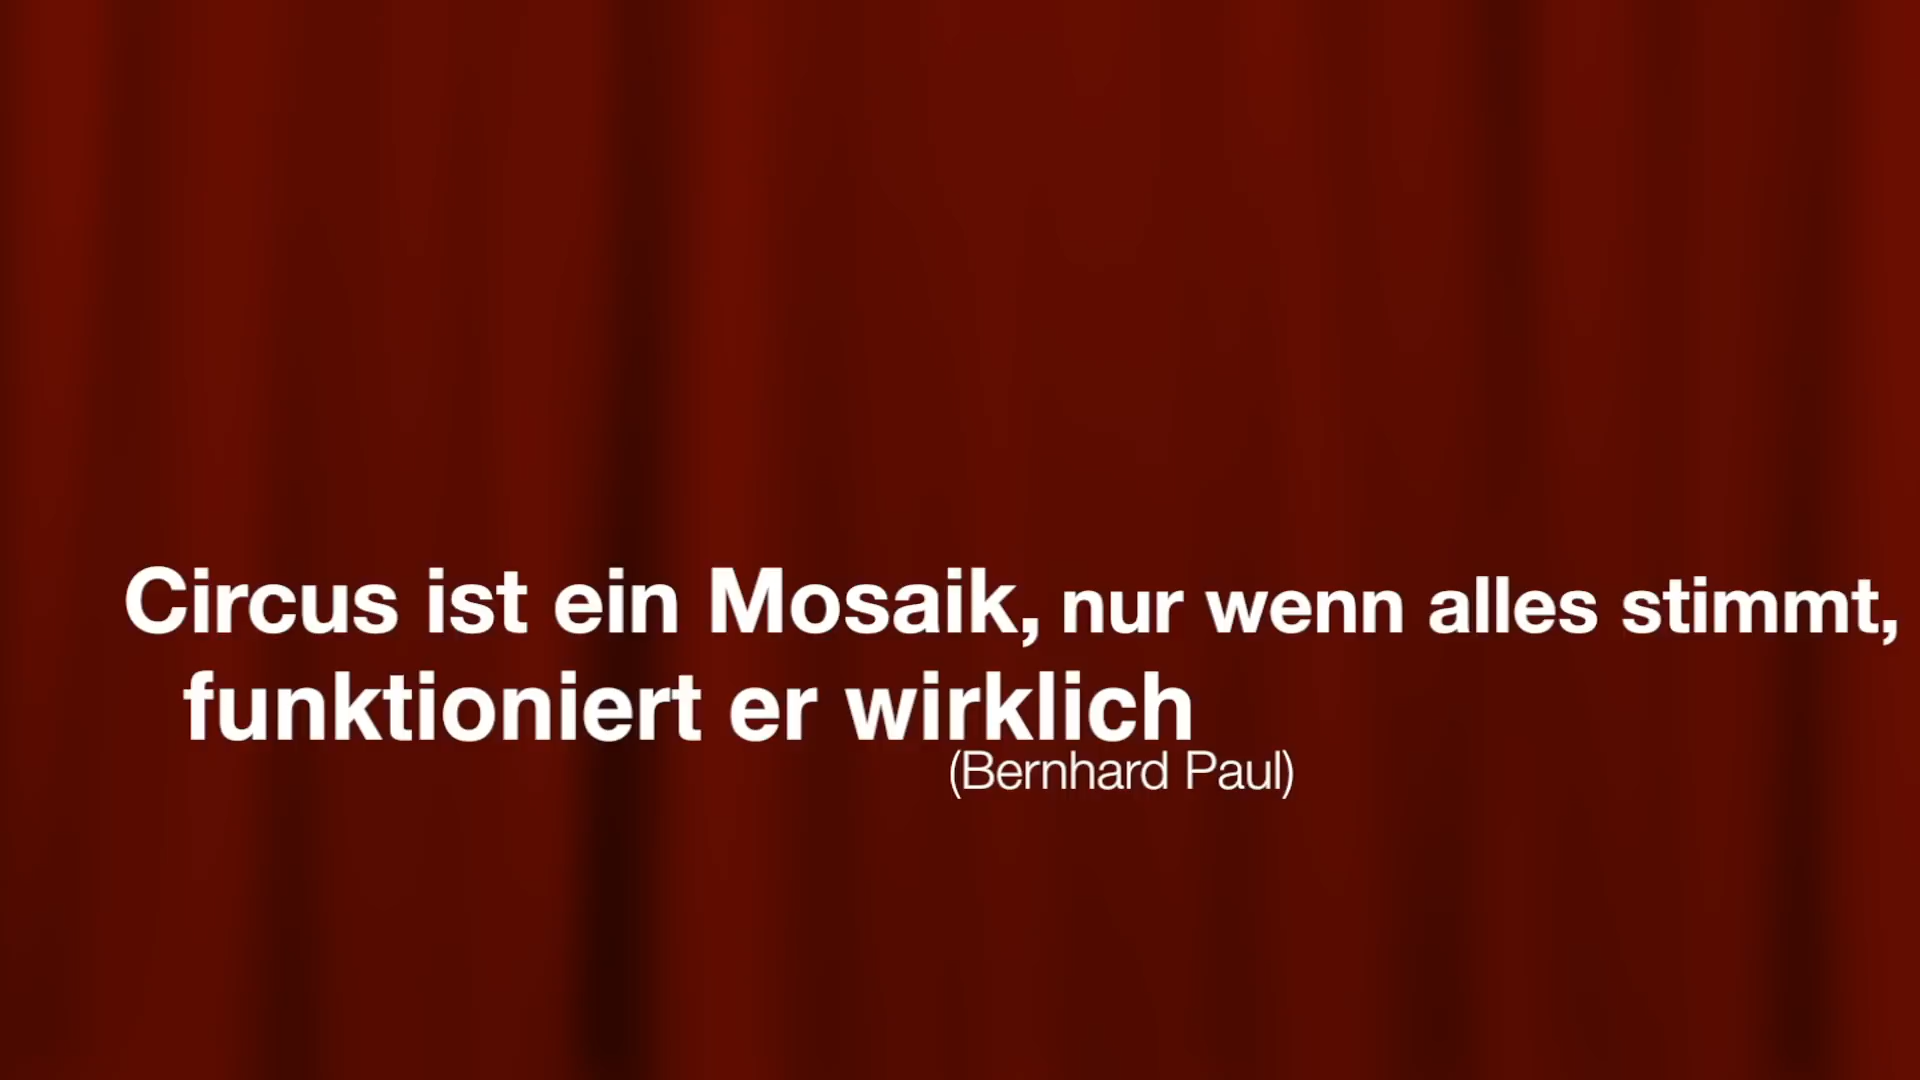 Circus ist ein Mosaik, nur wenn alles stimmt,
funktioniert er wirklich
(Bernhard Paul)